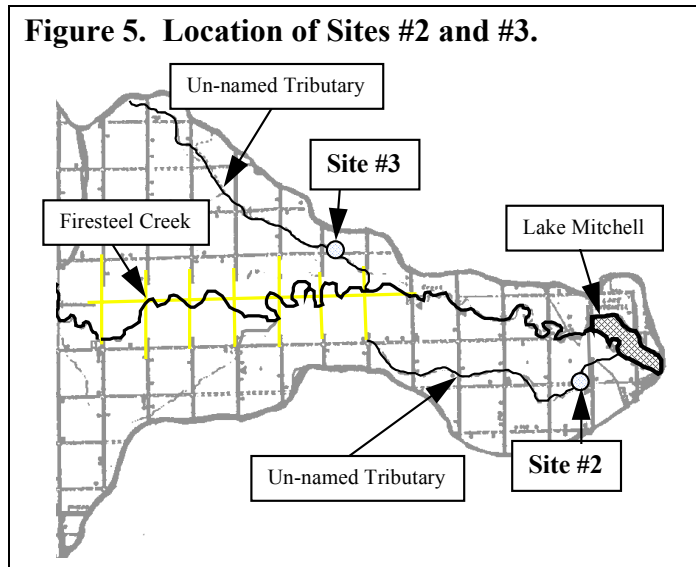 Figure 5.  Location of Sites #2 and #3.
Un-named Tributary
Site #3
Firesteel Creek
Lake Mitchell
Un-named Tributary
Site #2